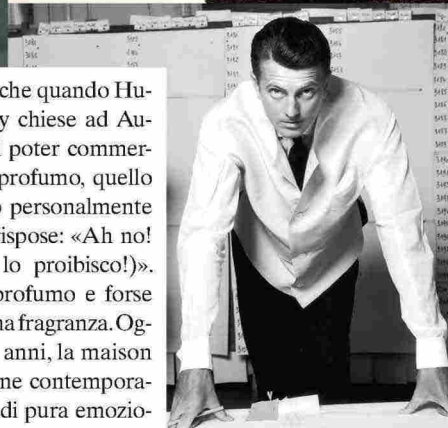 che quando Hu-
y chiese ad Au-
poter commer-
profumo, quello
personalmente
ispose: «Ah no!
lo proibisco!)».
profumo e forse
na fragranza. Og-
anni, la maison
ne contempora-
di pura emozio-